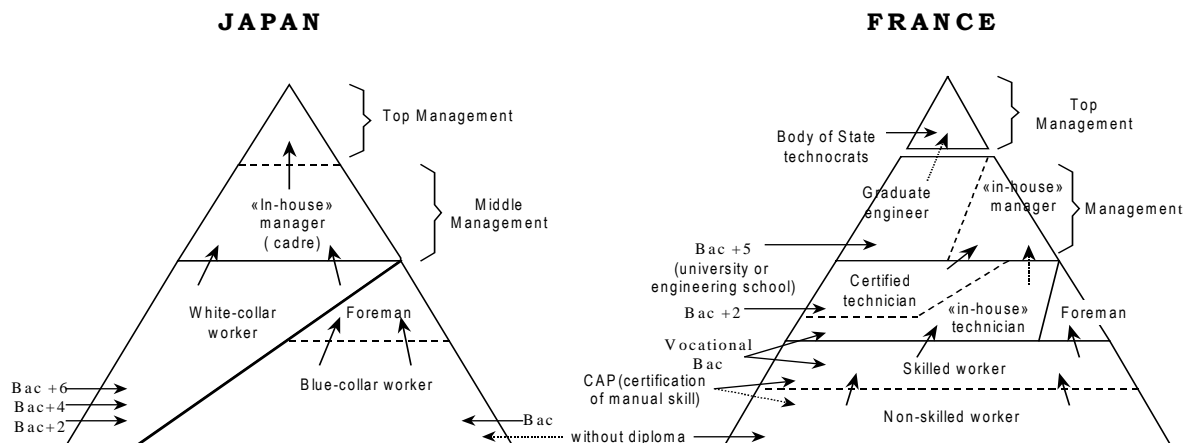 JAPAN
Top Management
«In-house»
manager
( cadre)
Middle
Management
White-collar
worker
Foreman
Blue-collar worker
Bac +6
Bac+4
Bac+2
Bac
without diploma
FRANCE
Top
Management
Body of State
technocrats
Graduate
engineer
«in-house»
manager
Management
Bac +5
(university or
engineering school)
Certified
technician
Bac +2
«in-house»
technician
Foreman
Vocational
Bac
Skilled worker
CAP(certification
of manual skill)
Non-skilled worker